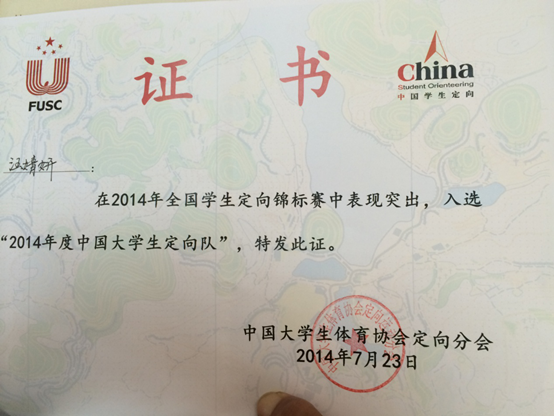 FUSC
证书
China
Student Orienteering
中国学生定向
汪婧妍:
在2014年全国学生定向锦标赛中表现突出，入选
“2014年度中国大学生定向队”，特发此证。
中国大学生体育协会定向分会
2014年7月23日